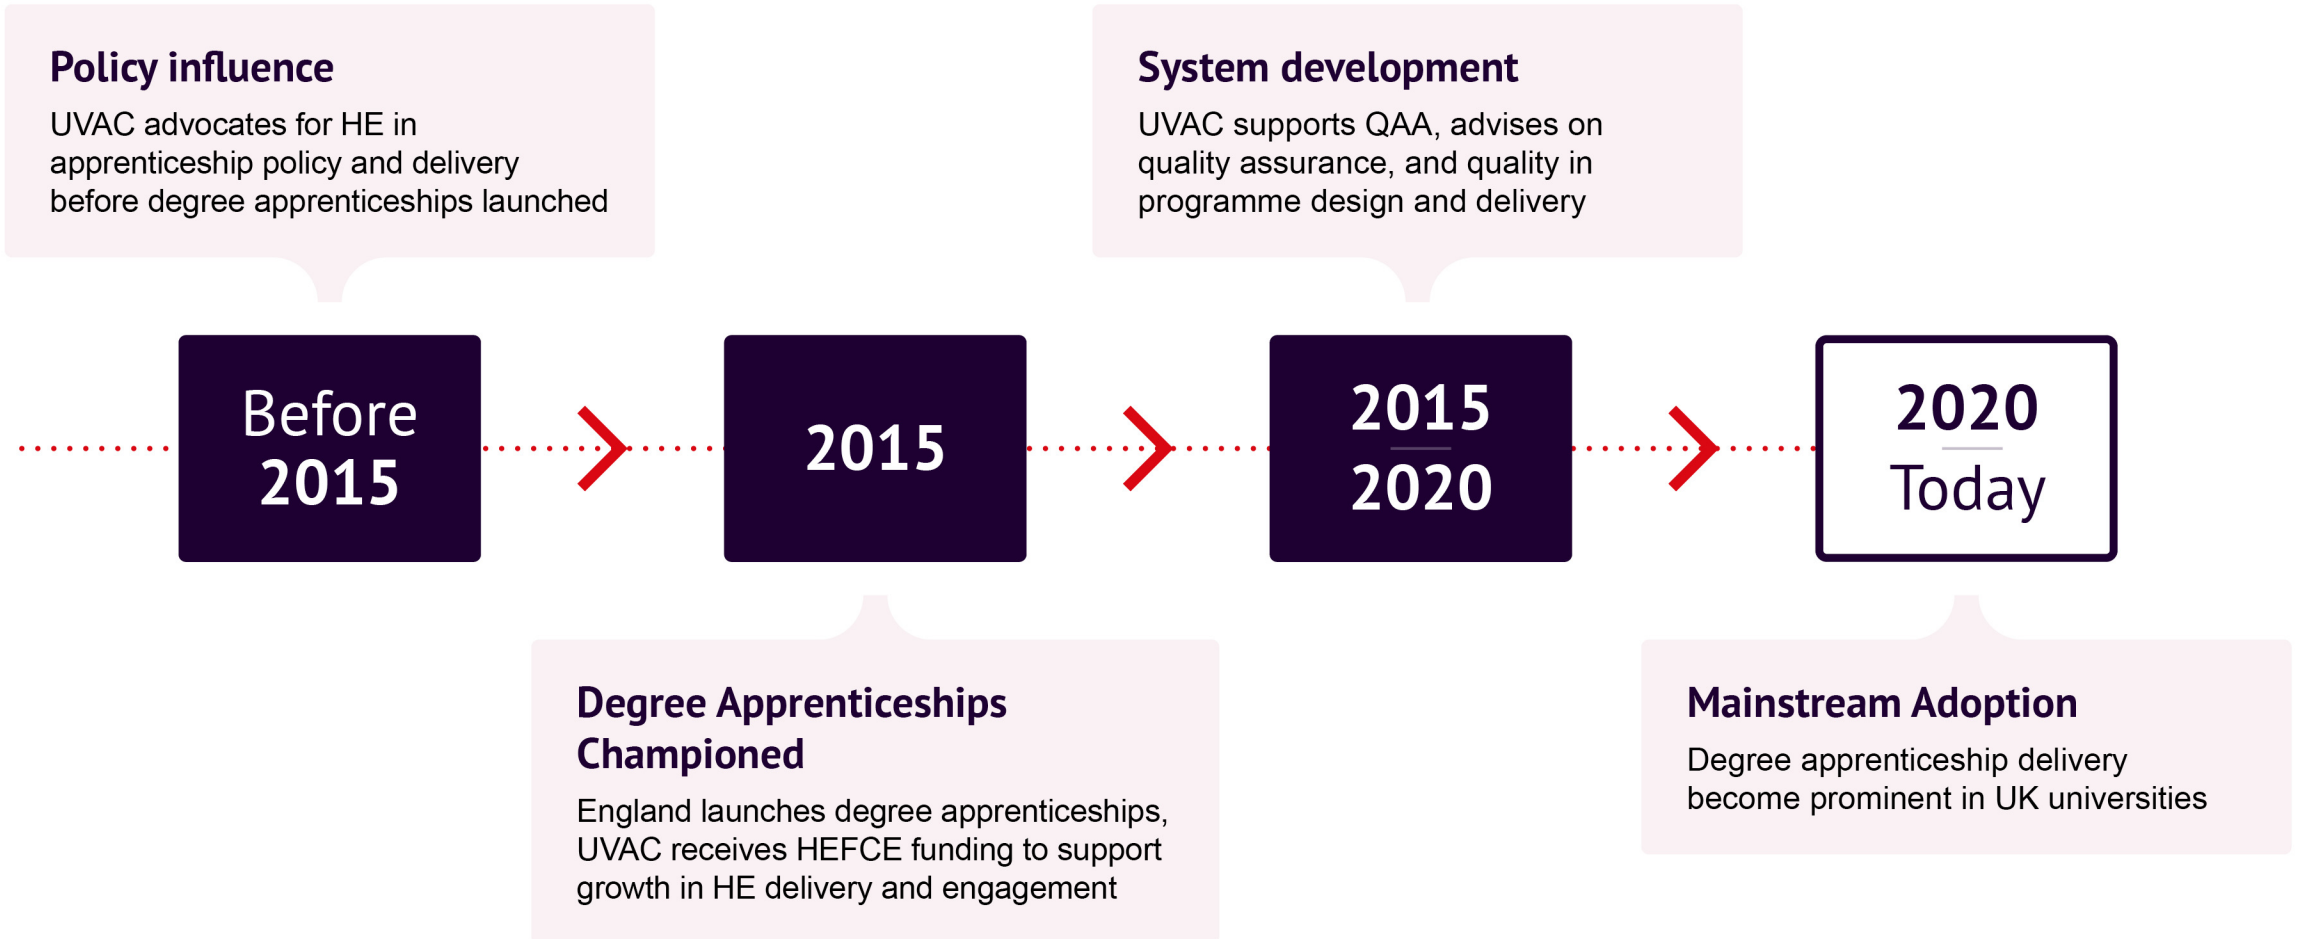 Policy influence
UVAC advocates for HE in
apprenticeship policy and delivery
before degree apprenticeships launched
System development
UVAC supports QAA, advises on
quality assurance, and quality in
programme design and delivery
Before
2015
2015
2015
2020
2020
Today
Degree Apprenticeships
Championed
England launches degree apprenticeships,
UVAC receives HEFCE funding to support
growth in HE delivery and engagement
Mainstream Adoption
Degree apprenticeship delivery
become prominent in UK universities